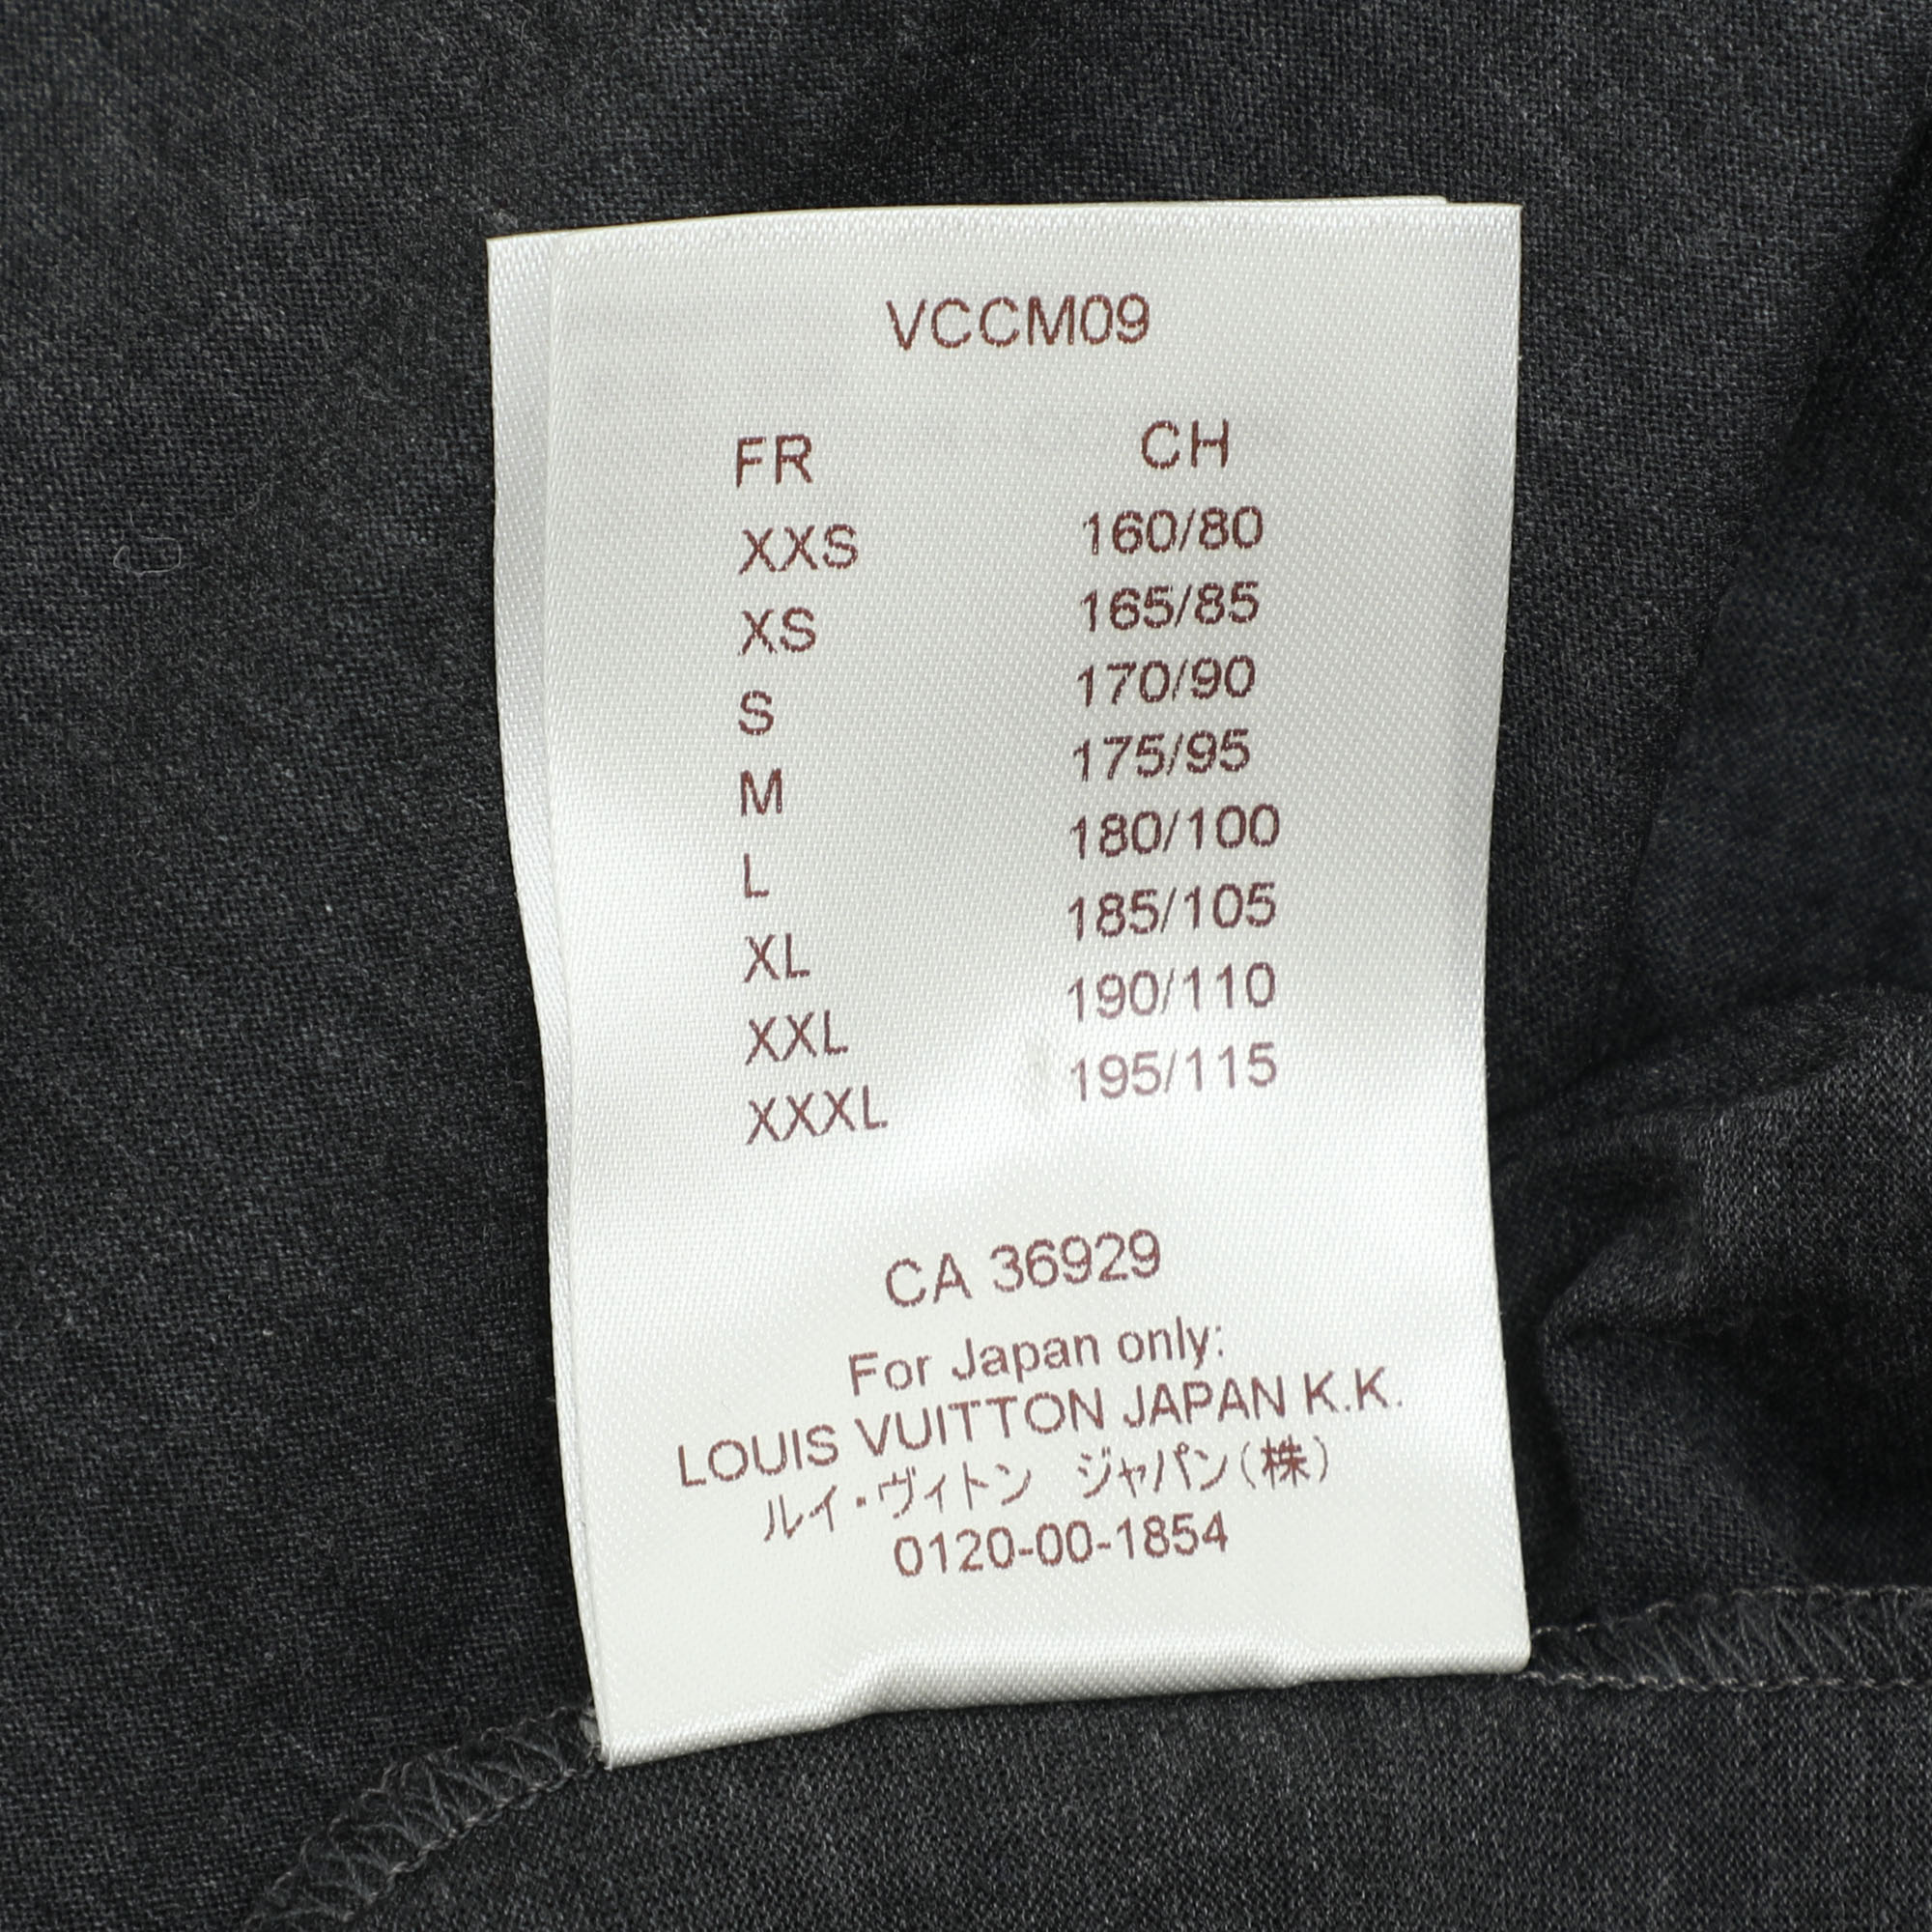 VCCM09
FR CH
XXS 160/80
XS 165/85
S 170/90
M 175/95
L 180/100
XL 185/105
XXL 190/110
XXXL 195/115
CA 36929
For Japan only:
LOUIS VUITTON JAPAN K.K.
ルイ・ヴィトン ジャパン(株)
0120-00-1854